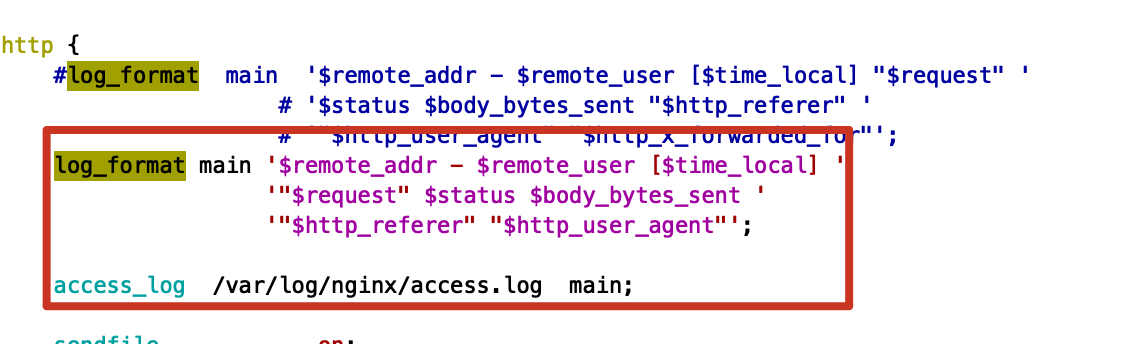 http {
    #log_format  main  '$remote_addr - $remote_user [$time_local] "$request" '
                     # '$status $body_bytes_sent "$http_referer" '
                     # '"$http_user_agent" "$http_x_forwarded_for"';
    log_format main '$remote_addr - $remote_user [$time_local] '
                    '"$request" $status $body_bytes_sent '
                    '"$http_referer" "$http_user_agent"';
    access_log  /var/log/nginx/access.log  main;
    sendfile            on;